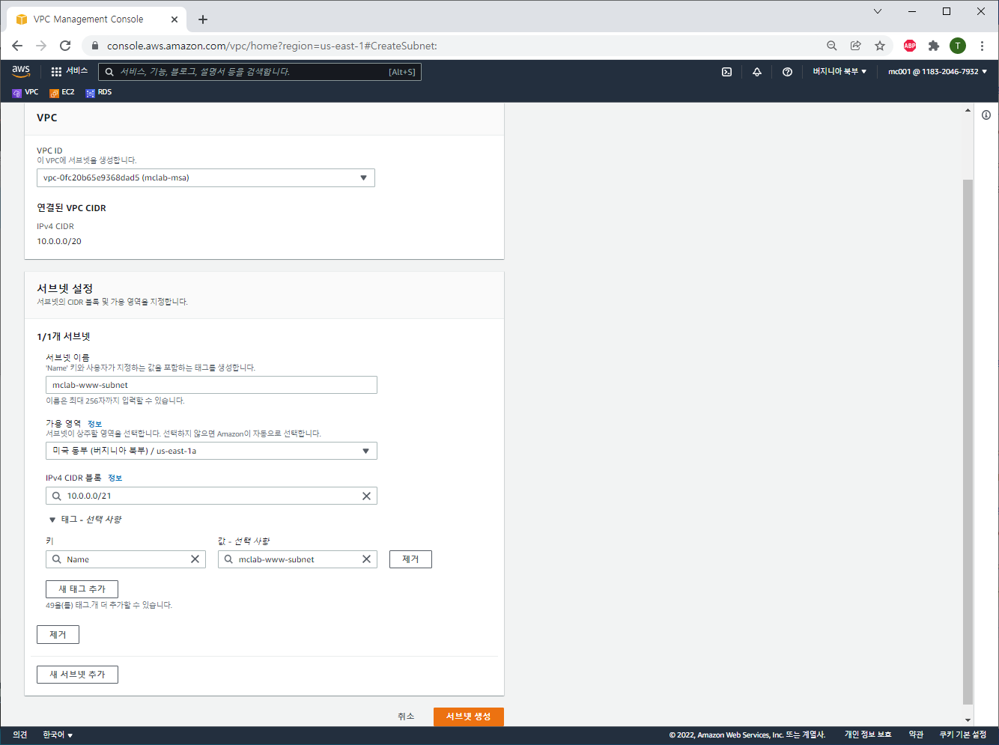 VPC Management Console
console.aws.amazon.com/vpc/home?region=us-east-1#CreateSubnet:
ABP
T
aws
서비스
서비스, 기능, 블로그, 설명서 등을 검색합니다.
[Alt+S]
버지니아 북부 ▼
mc001 @ 1183-2046-7932 ▼
VPC
EC2
RDS
VPC
VPC ID
이 VPC에 서브넷을 생성합니다.
vpc-0fc20b65e9368dad5 (mclab-msa)
연결된 VPC CIDR
IPv4 CIDR
10.0.0.0/20
서브넷 설정
서브넷의 CIDR 블록 및 가용 영역을 지정합니다.
1/1개 서브넷
서브넷 이름
'Name' 키와 사용자가 지정하는 값을 포함하는 태그를 생성합니다.
mclab-www-subnet
이름은 최대 256자까지 입력할 수 있습니다.
가용 영역 정보
서브넷이 상주할 영역을 선택합니다. 선택하지 않으면 Amazon이 자동으로 선택합니다.
미국 동부 (버지니아 북부) / us-east-1a
IPv4 CIDR 블록 정보
10.0.0.0/21
▼ 태그 - 선택 사항
키
값 - 선택 사항
Name
mclab-www-subnet
제거
새 태그 추가
49을(를) 태그.개 더 추가할 수 있습니다.
제거
새 서브넷 추가
취소
서브넷 생성
의견
한국어 ▼
© 2022, Amazon Web Services, Inc. 또는 계열사.
개인 정보 보호
약관
쿠키 기본 설정